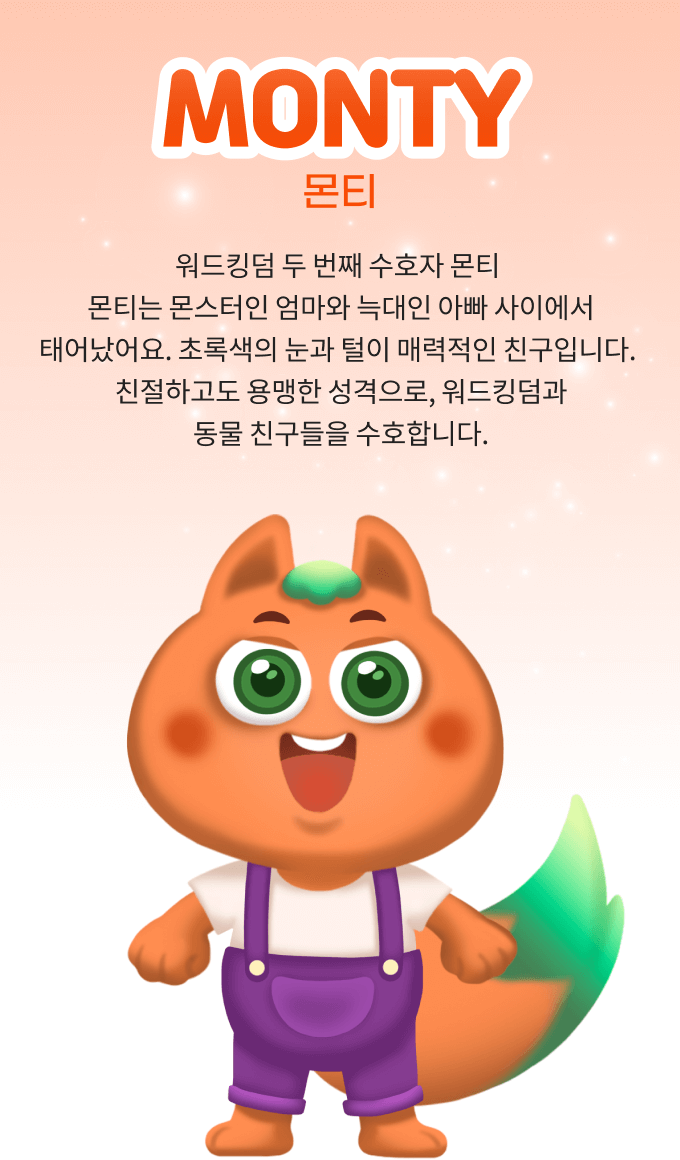 MONTY
몬티
워드킹덤 두 번째 수호자 몬티
몬티는 몬스터인 엄마와 늑대인 아빠 사이에서
태어났어요. 초록색의 눈과 털이 매력적인 친구입니다.
친절하고도 용맹한 성격으로, 워드킹덤과
동물 친구들을 수호합니다.